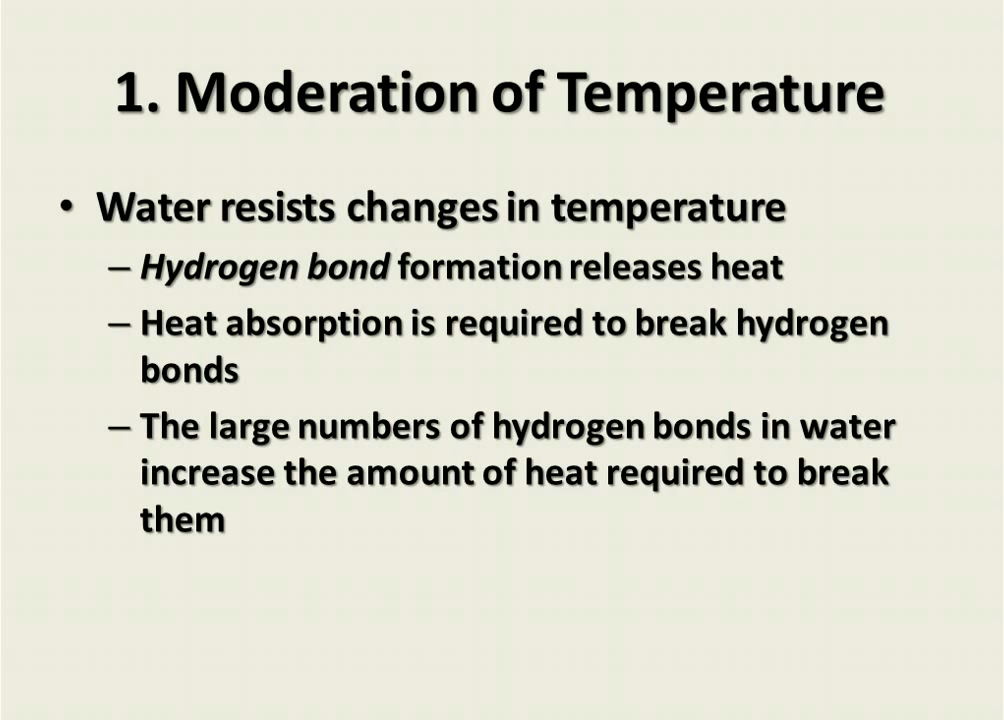 1. Moderation of Temperature
• Water resists changes in temperature
– Hydrogen bond formation releases heat
– Heat absorption is required to break hydrogen
bonds
– The large numbers of hydrogen bonds in water
increase the amount of heat required to break
them